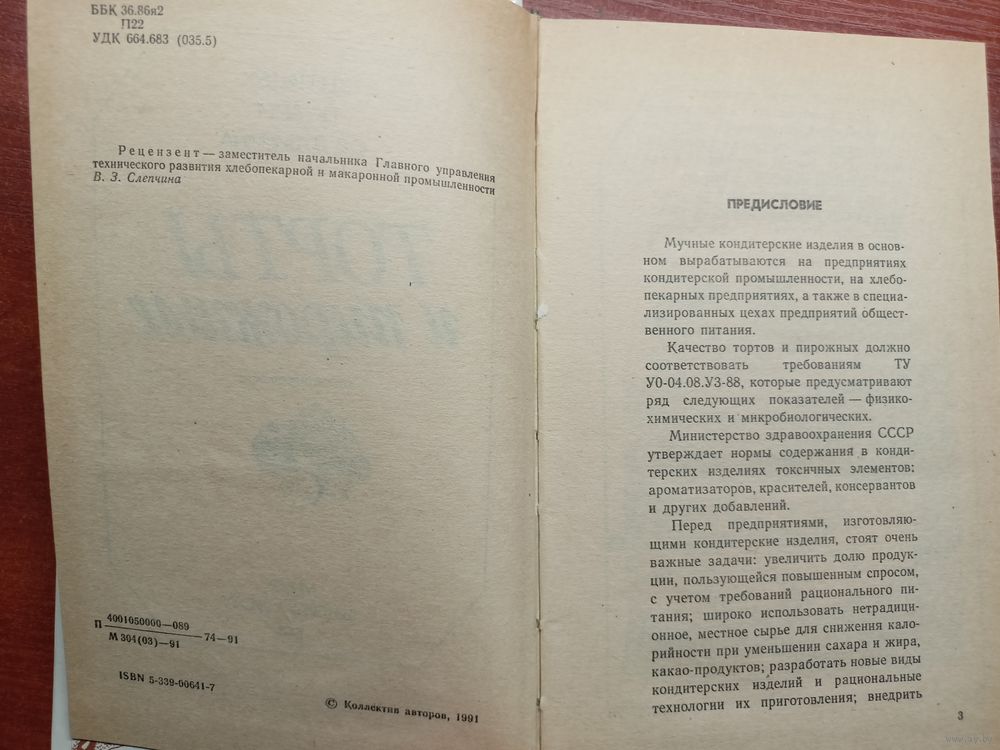 ББК 36.86я2
П22
УДК 664.683 (035.5)
Рецензент — заместитель начальника Главного управления
технического развития хлебопекарной и макаронной промышленности
В. З. Слепчина
П 4001050000—089
М 304(03)—91
74—91
ISBN 5-339-00641-7
© Коллектив авторов, 1991
ПРЕДИСЛОВИЕ
Мучные кондитерские изделия в основ-
ном вырабатываются на предприятиях
кондитерской промышленности, на хлебо-
пекарных предприятиях, а также в специа-
лизированных цехах предприятий общест-
венного питания.
Качество тортов и пирожных должно
соответствовать требованиям ТУ
У0-04.08.УЗ-88, которые предусматривают
ряд следующих показателей — физико-
химических и микробиологических.
Министерство здравоохранения СССР
утверждает нормы содержания в конди-
терских изделиях токсичных элементов:
ароматизаторов, красителей, консервантов
и других добавлений.
Перед предприятиями, изготовляю-
щими кондитерские изделия, стоят очень
важные задачи: увеличить долю продук-
ции, пользующейся повышенным спросом,
с учетом требований рационального пи-
тания; широко использовать нетрадици-
онное, местное сырье для снижения кало-
рийности при уменьшении сахара и жира,
какао-продуктов; разработать новые виды
кондитерских изделий и рациональные
технологии их приготовления; внедрить
3